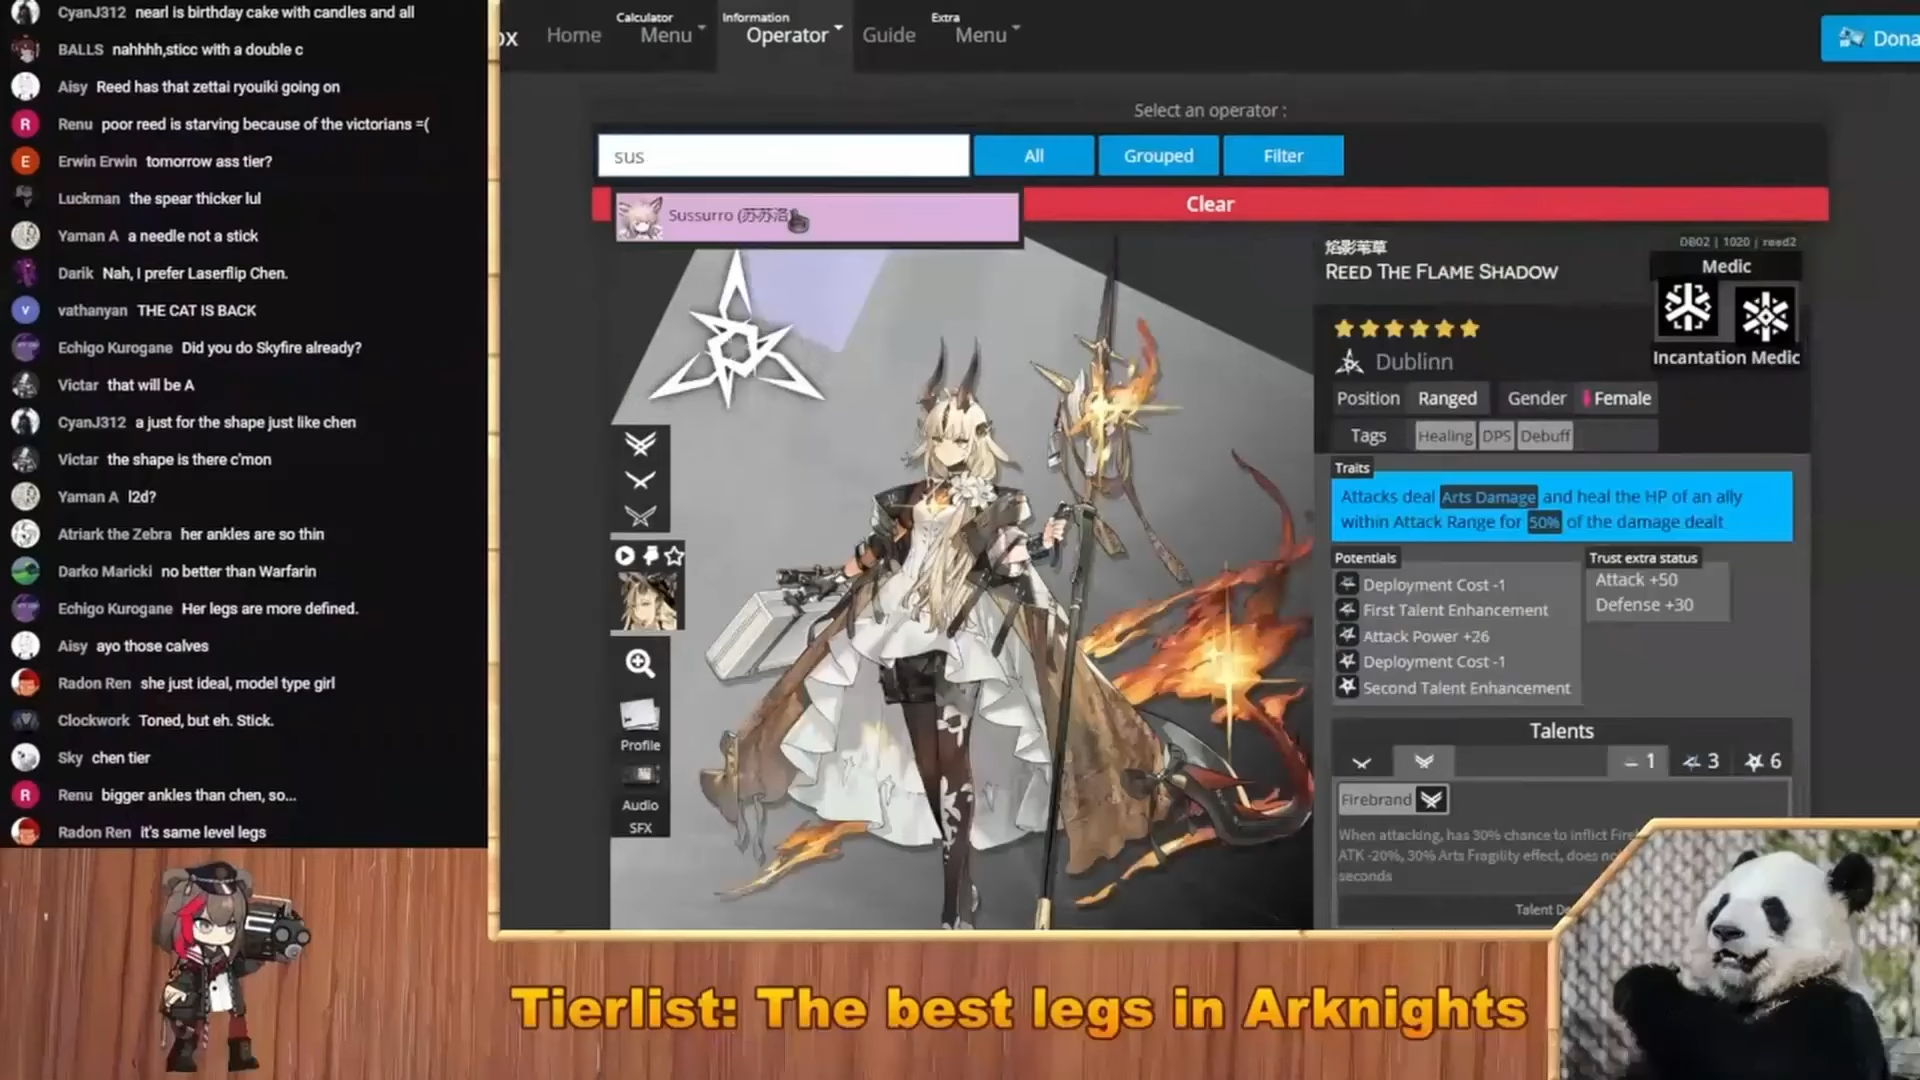 CyanJ312 nearl is birthday cake with candles and all
BALLS nahhhh,sticc with a double c
Aisy Reed has that zettai ryouiki going on
R Renu poor reed is starving because of the victorians =(
E Erwin Erwin tomorrow ass tier?
Luckman the spear thicker lul
Yaman A a needle not a stick
Darik Nah, I prefer Laserflip Chen.
v vathanyan THE CAT IS BACK
Echigo Kurogane Did you do Skyfire already?
Victar that will be A
CyanJ312 a just for the shape just like chen
Victar the shape is there c'mon
Yaman A l2d?
Atriark the Zebra her ankles are so thin
Darko Maricki no better than Warfarin
Echigo Kurogane Her legs are more defined.
Aisy ayo those calves
Radon Ren she just ideal, model type girl
Clockwork Toned, but eh. Stick.
Sky chen tier
R Renu bigger ankles than chen, so...
Radon Ren it's same level legs
ox
Home
Calculator
Menu
Information
Operator
Guide
Extra
Menu
Dona
Select an operator :
sus
All
Grouped
Filter
Clear
Sussurro (苏苏洛
焰影苇草
REED THE FLAME SHADOW
DB02 | 1020 | reed2
Medic
Incantation Medic
Dublinn
Position Ranged Gender Female
Tags Healing DPS Debuff
Traits
Attacks deal Arts Damage and heal the HP of an ally
within Attack Range for 50% of the damage dealt
Potentials
Deployment Cost -1
First Talent Enhancement
Attack Power +26
Deployment Cost -1
Second Talent Enhancement
Trust extra status
Attack +50
Defense +30
Talents
1 3 6
Firebrand
When attacking, has 30% chance to inflict
ATK -20%, 30% Arts Fragility effect, does
seconds
Talent
Profile
Audio
SFX
Tierlist: The best legs in Arknights